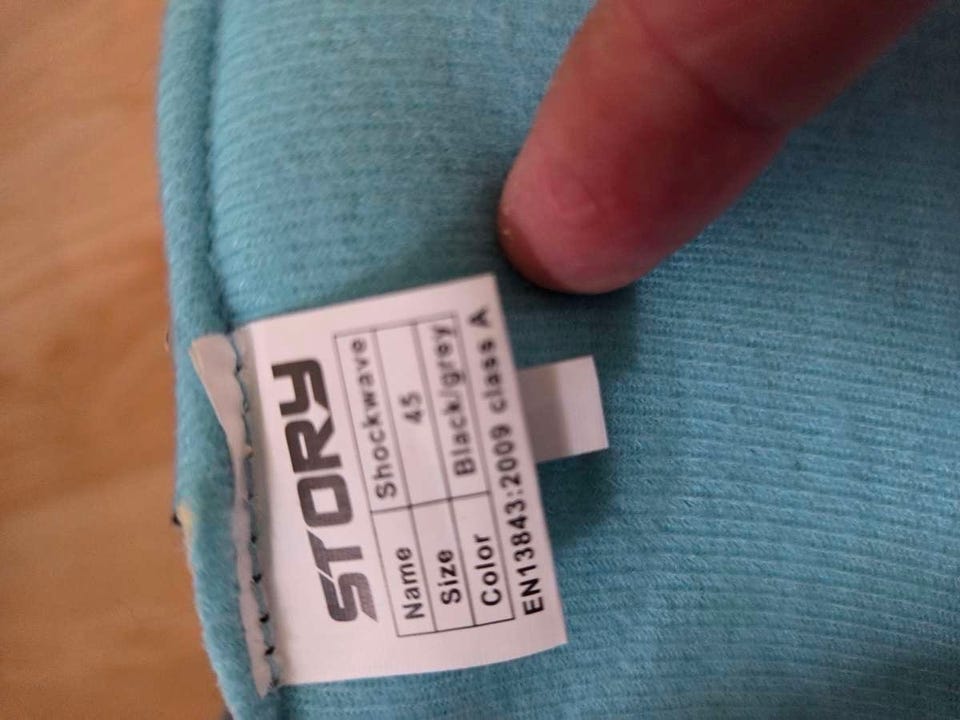 STORY
Name Shockwave
Size 45
Color Black/grey
EN13843:2009 class A